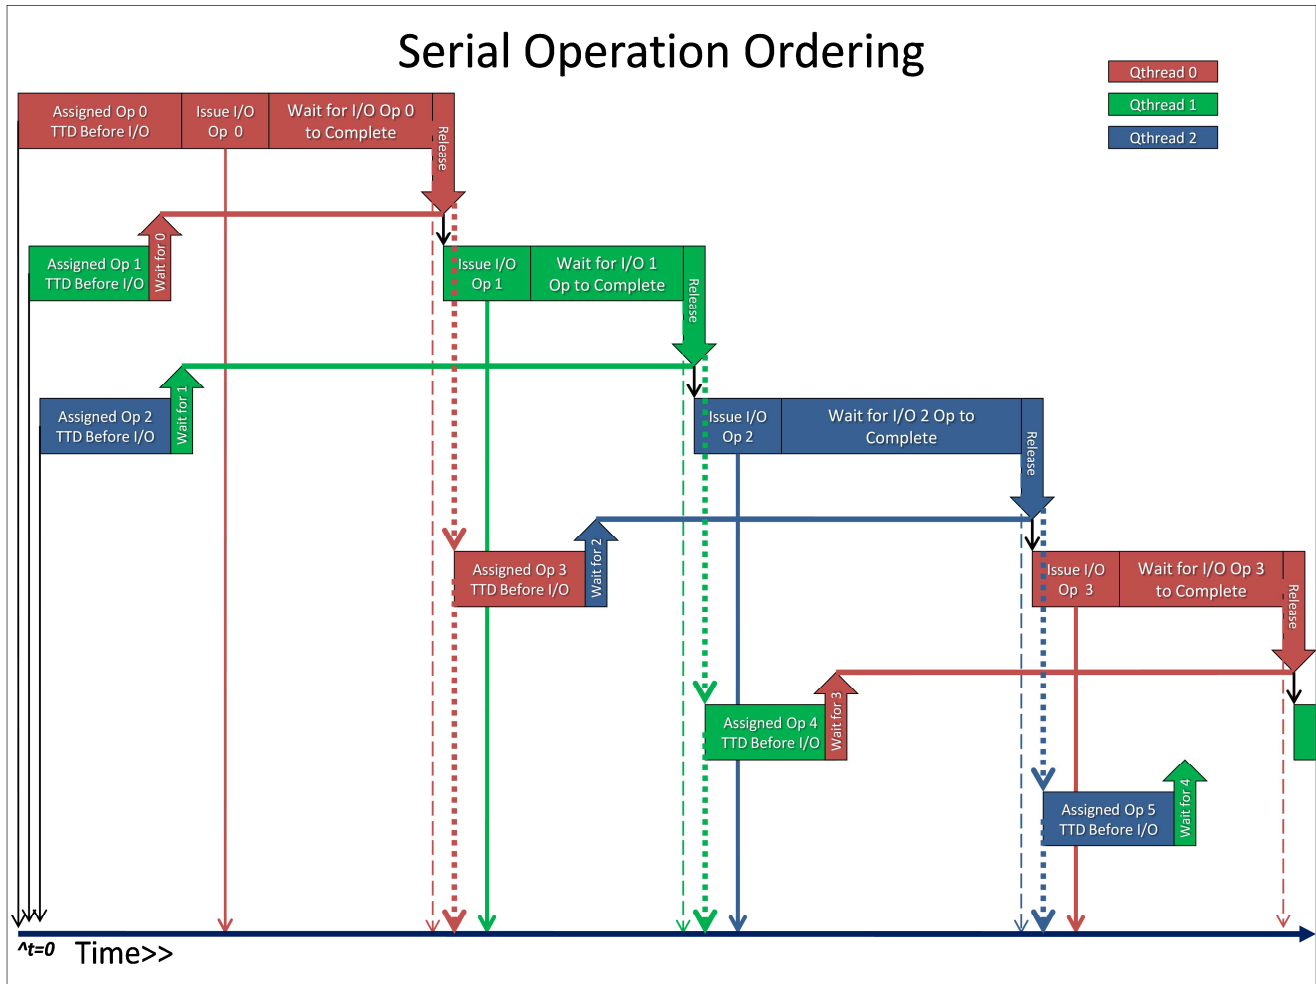 Serial Operation Ordering
Qthread 0
Qthread 1
Qthread 2
Assigned Op 0
TTD Before I/O
Issue I/O
Op 0
Wait for I/O Op 0
to Complete
Release
Assigned Op 1
TTD Before I/O
Wait for 0
Issue I/O
Op 1
Wait for I/O 1
Op to Complete
Release
Assigned Op 2
TTD Before I/O
Wait for 1
Issue I/O
Op 2
Wait for I/O 2 Op to
Complete
Release
Assigned Op 3
TTD Before I/O
Wait for 2
Issue I/O
Op 3
Wait for I/O Op 3
to Complete
Release
Assigned Op 4
TTD Before I/O
Wait for 3
Assigned Op 5
TTD Before I/O
Wait for 4
^t=0
Time>>